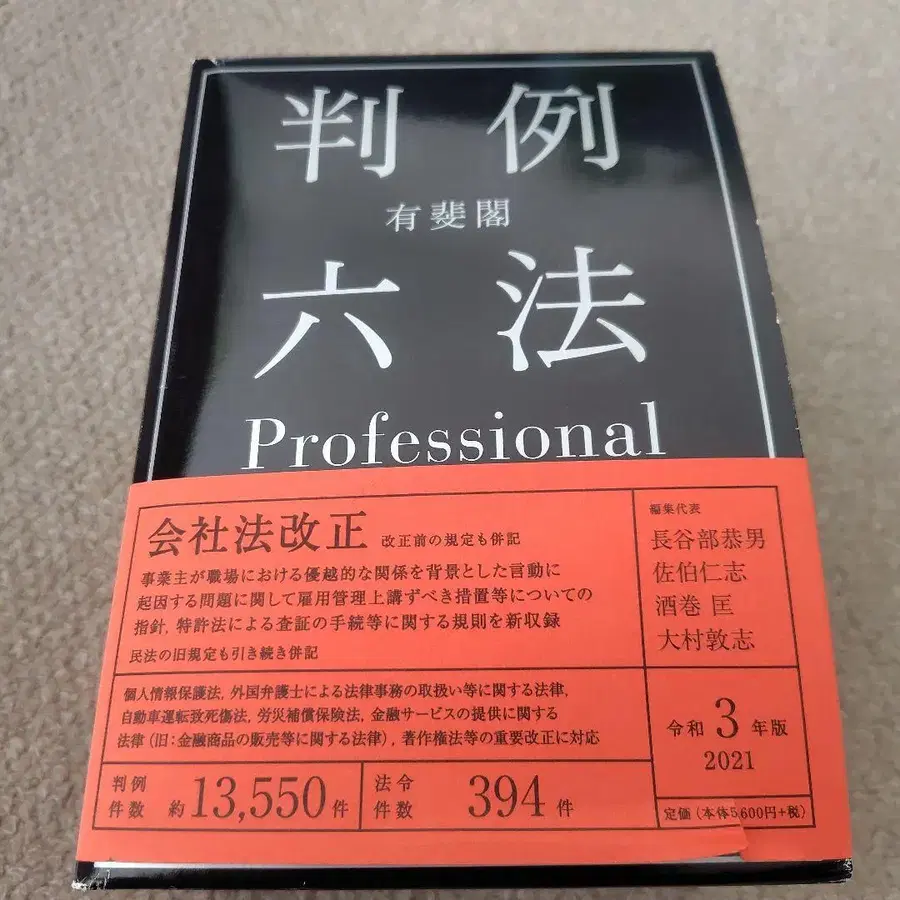 判例
有斐閣
六法
Professional
会社法改正 改正前の規定も併記
事業主が職場における優越的な関係を背景とした言動に
起因する問題に関して雇用管理上講ずべき措置等についての
指針, 特許法による査証の手続等に関する規則を新収録
民法の旧規定も引き続き併記
個人情報保護法, 外国弁護士による法律事務の取扱い等に関する法律,
自動車運転致死傷法, 労災補償保険法, 金融サービスの提供に関する
法律(旧:金融商品の販売等に関する法律), 著作権法等の重要改正に対応
判例件数 約13,550件
法令件数 394件
編集代表
長谷部恭男
佐伯仁志
酒巻 匡
大村敦志
令和3年版
2021
定価(本体5,600円+税)